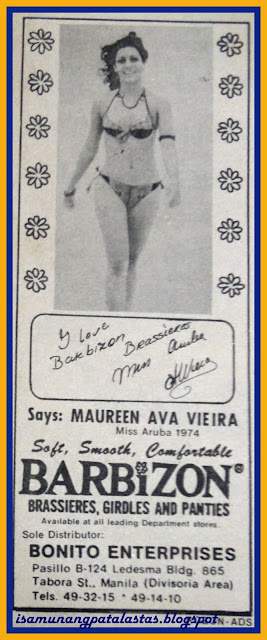 I love
Barbizon Brassieres
Miss Aruba
Says: MAUREEN AVA VIEIRA
Miss Aruba 1974
Soft, Smooth, Comfortable
BARBIZON®
BRASSIERES, GIRDLES AND PANTIES
Available at all leading Department stores.
Sole Distributor:
BONITO ENTERPRISES
Pasillo B-124 Ledesma Bldg. 865
Tabora St., Manila (Divisoria Area)
Tels. 49-32-15 * 49-14-10
N-ADS
isamunangpatalastas.blogspot